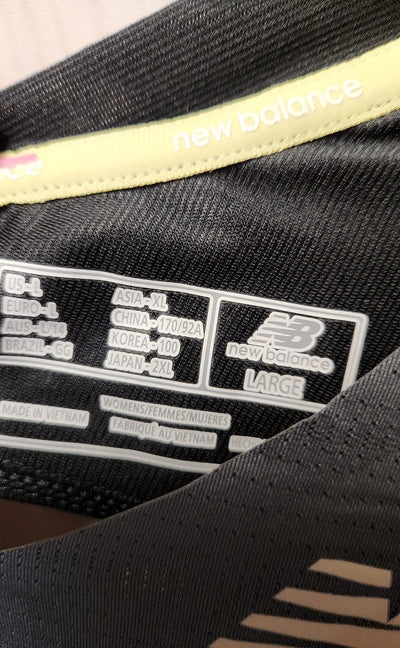 new balance
US-L
EURO-L
AUS-L/14
BRAZIL-GG
ASIA-XL
CHINA-170/92A
KOREA-100
JAPAN-2XL
NB
new balance
LARGE
MADE IN VIETNAM
WOMENS/FEMMES/MUJERES
FABRIQUÉ AU VIETNAM